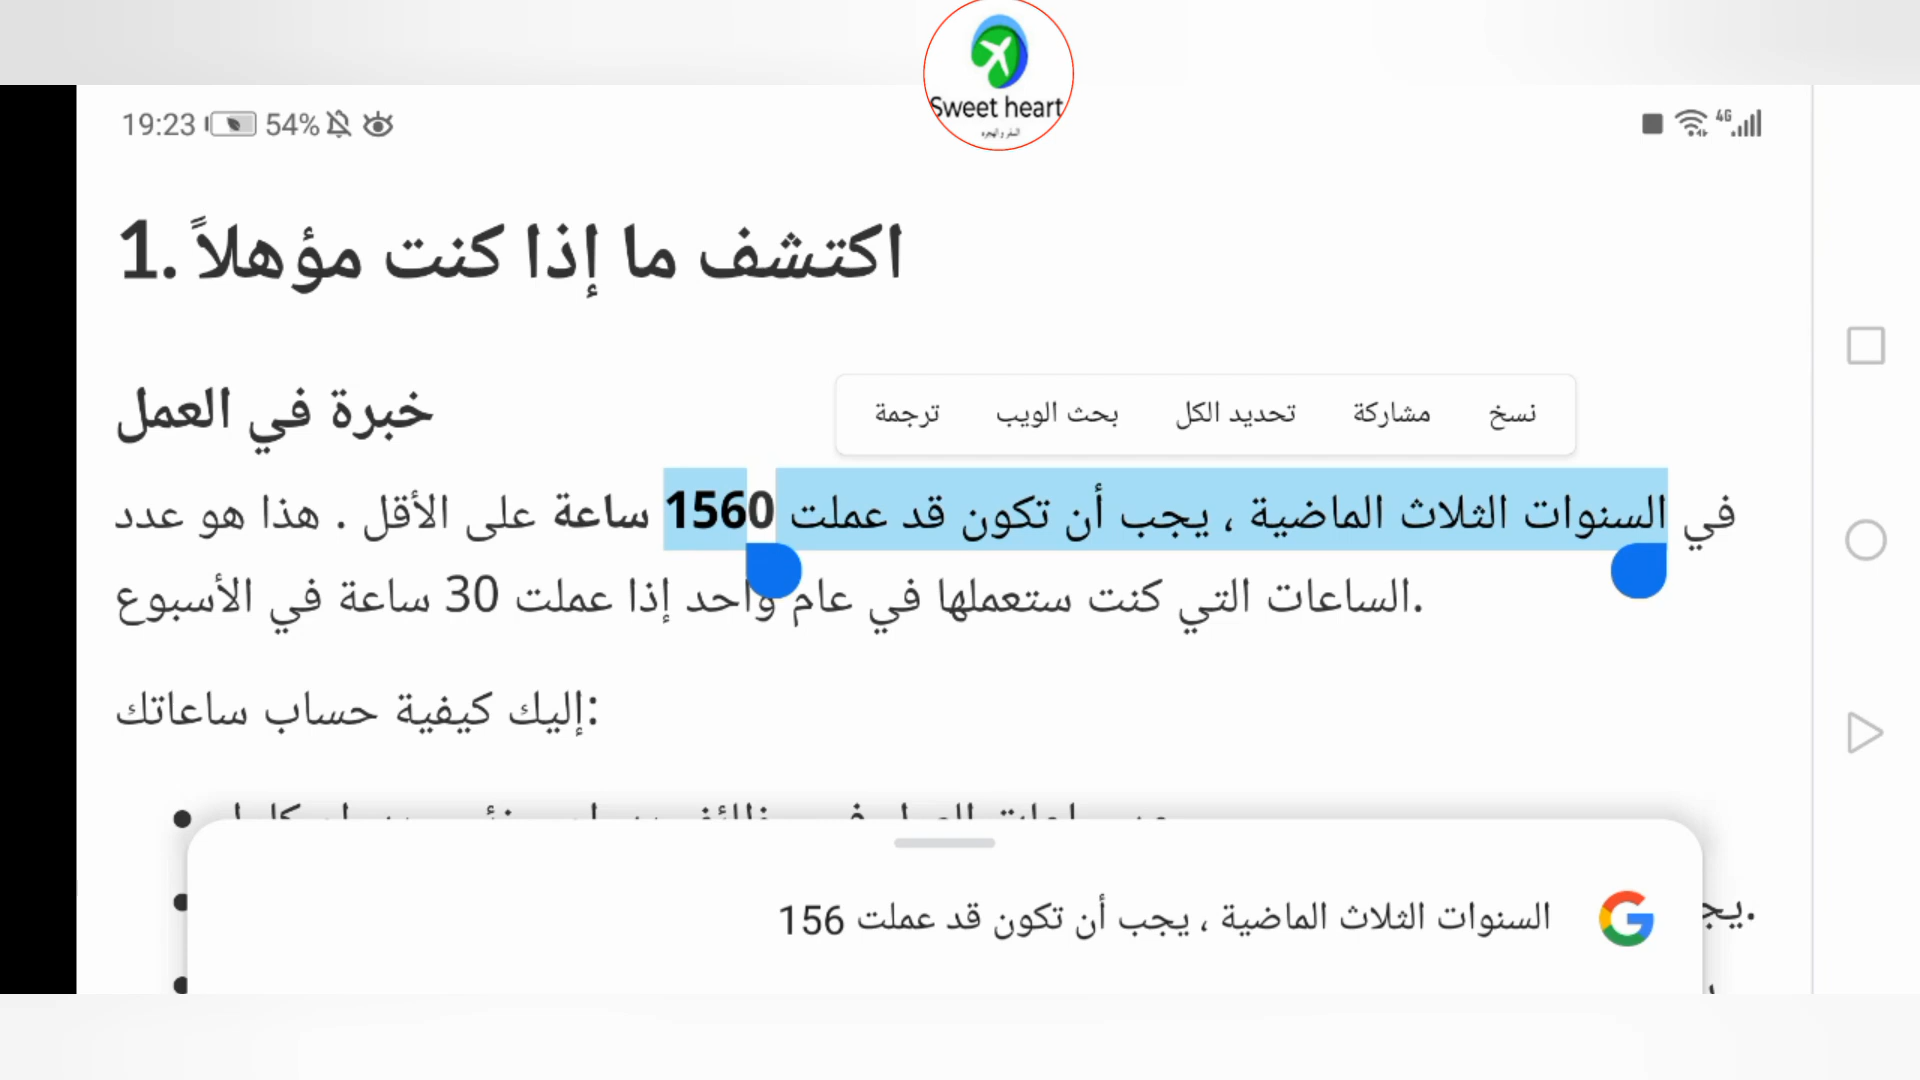 Sweet heart
19:23 54%
4G
1. اكتشف ما إذا كنت مؤهلاً
خبرة في العمل
نسخ مشاركة تحديد الكل بحث الويب ترجمة
في السنوات الثلاث الماضية ، يجب أن تكون قد عملت 1560 ساعة على الأقل . هذا هو عدد
الساعات التي كنت ستعملها في عام واحد إذا عملت 30 ساعة في الأسبوع.
إليك كيفية حساب ساعاتك:
السنوات الثلاث الماضية ، يجب أن تكون قد عملت 156